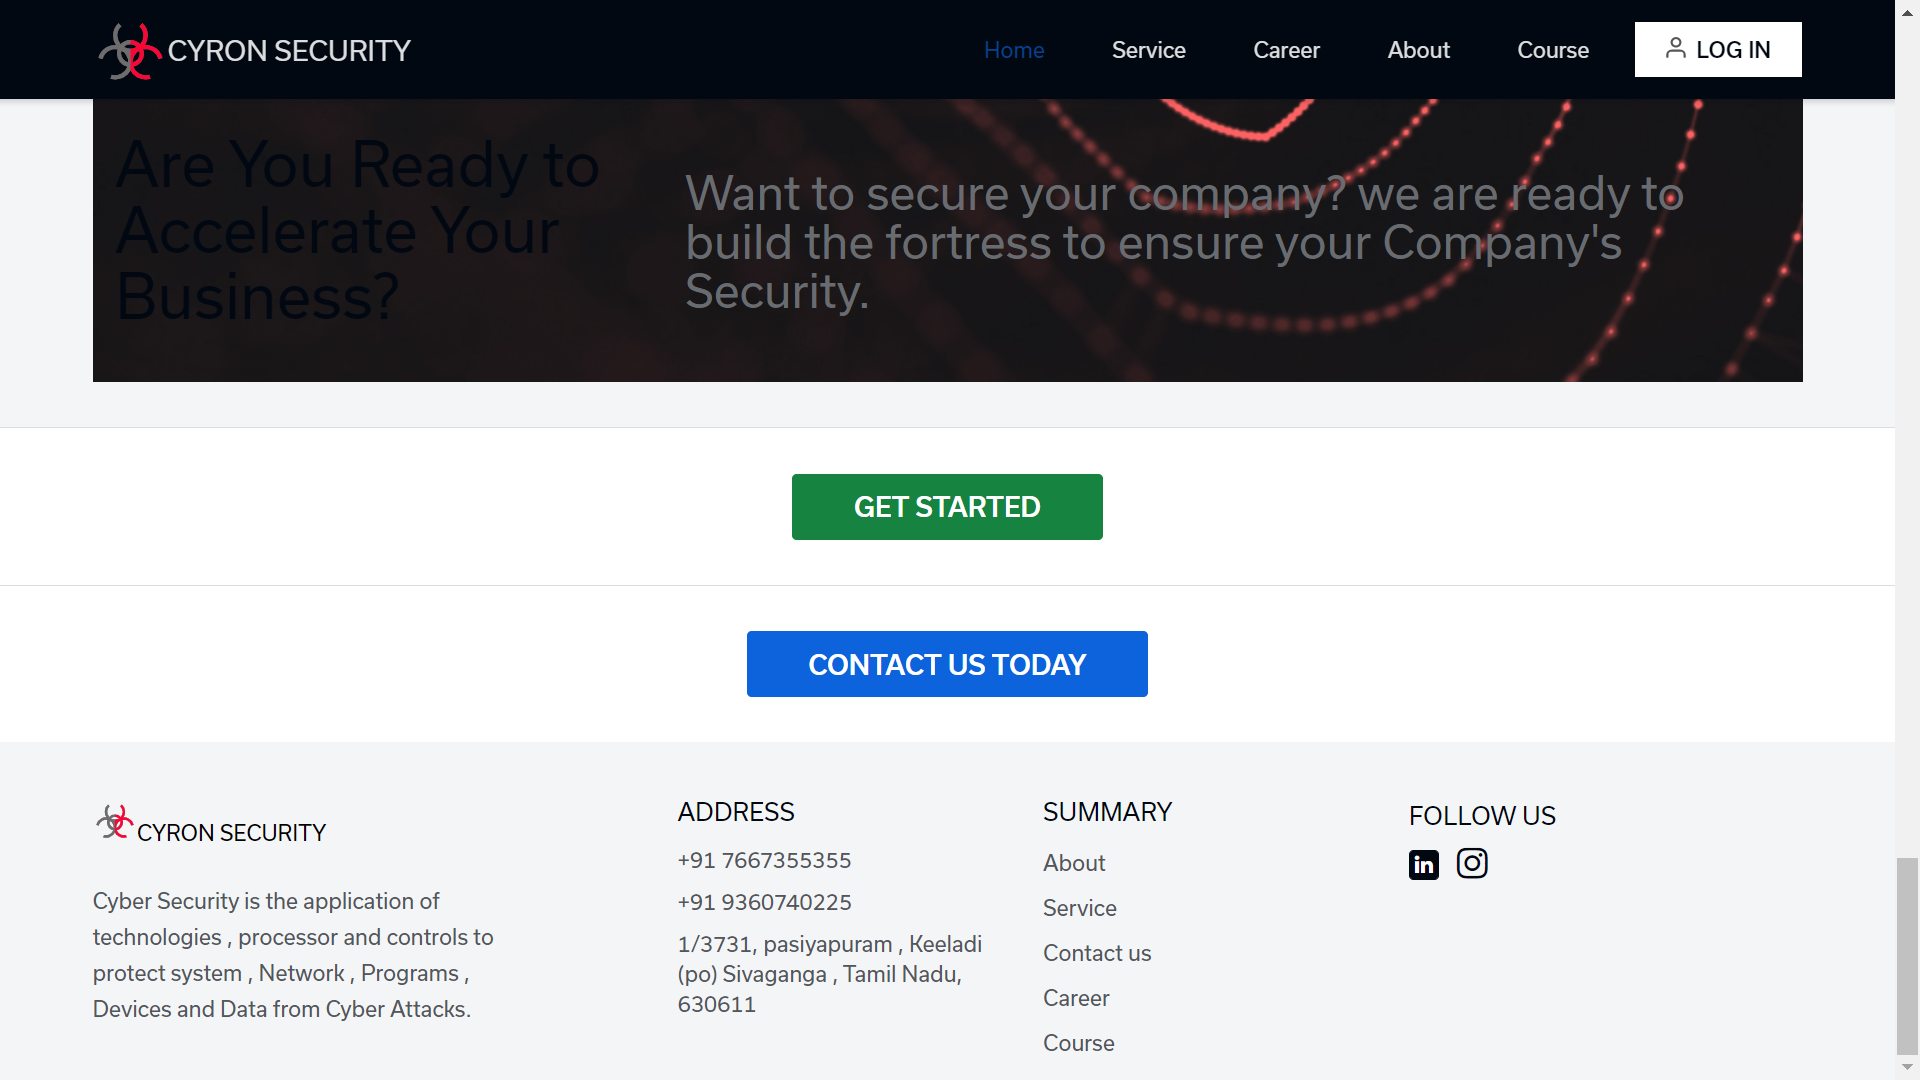 CYRON SECURITY
Home
Service
Career
About
Course
LOG IN
Are You Ready to
Accelerate Your
Business?
Want to secure your company? we are ready to
build the fortress to ensure your Company's
Security.
GET STARTED
CONTACT US TODAY
CYRON SECURITY
Cyber Security is the application of
technologies , processor and controls to
protect system , Network , Programs ,
Devices and Data from Cyber Attacks.
ADDRESS
+91 7667355355
+91 9360740225
1/3731, pasiyapuram , Keeladi
(po) Sivaganga , Tamil Nadu,
630611
SUMMARY
About
Service
Contact us
Career
Course
FOLLOW US
in